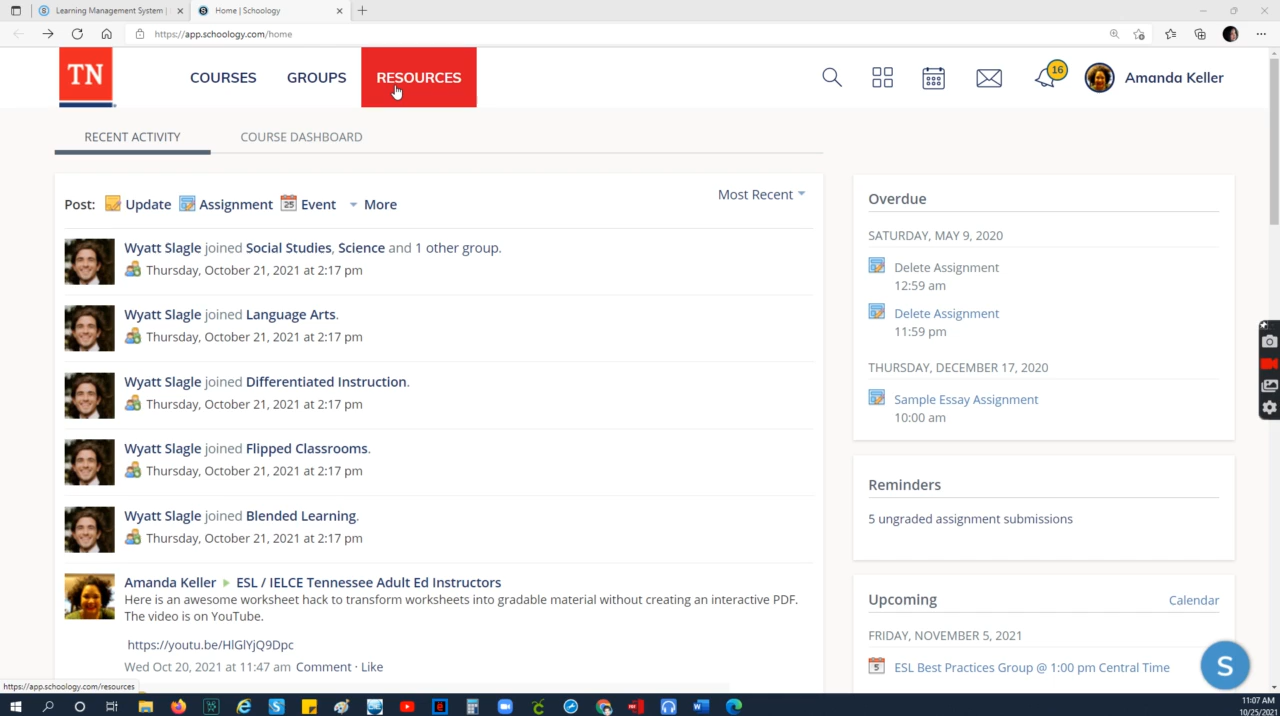 Learning Management System |
Home | Schoology
https://app.schoology.com/home
TN
COURSES
GROUPS
RESOURCES
16
Amanda Keller
RECENT ACTIVITY
COURSE DASHBOARD
Post: Update Assignment 25 Event More
Most Recent
Wyatt Slagle joined Social Studies, Science and 1 other group.
Thursday, October 21, 2021 at 2:17 pm
Wyatt Slagle joined Language Arts.
Thursday, October 21, 2021 at 2:17 pm
Wyatt Slagle joined Differentiated Instruction.
Thursday, October 21, 2021 at 2:17 pm
Wyatt Slagle joined Flipped Classrooms.
Thursday, October 21, 2021 at 2:17 pm
Wyatt Slagle joined Blended Learning.
Thursday, October 21, 2021 at 2:17 pm
Amanda Keller ESL / IELCE Tennessee Adult Ed Instructors
Here is an awesome worksheet hack to transform worksheets into gradable material without creating an interactive PDF.
The video is on YouTube.
https://youtu.be/HlGlYjQ9Dpc
Wed Oct 20, 2021 at 11:47 am Comment · Like
Overdue
SATURDAY, MAY 9, 2020
Delete Assignment
12:59 am
Delete Assignment
11:59 pm
THURSDAY, DECEMBER 17, 2020
Sample Essay Assignment
10:00 am
Reminders
5 ungraded assignment submissions
Upcoming
Calendar
FRIDAY, NOVEMBER 5, 2021
5 ESL Best Practices Group @ 1:00 pm Central Time
S
https://app.schoology.com/resources
11:07 AM
10/25/2021